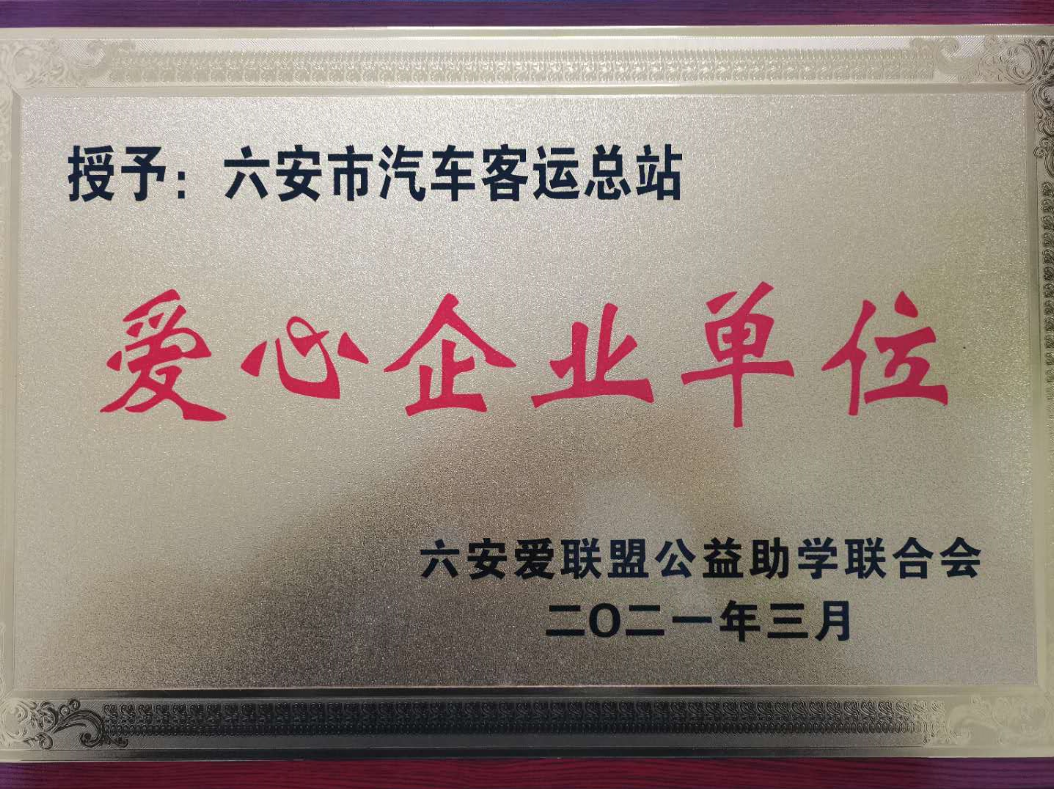 授予：六安市汽车客运总站
爱心企业单位
六安爱联盟公益助学联合会
二〇二一年三月